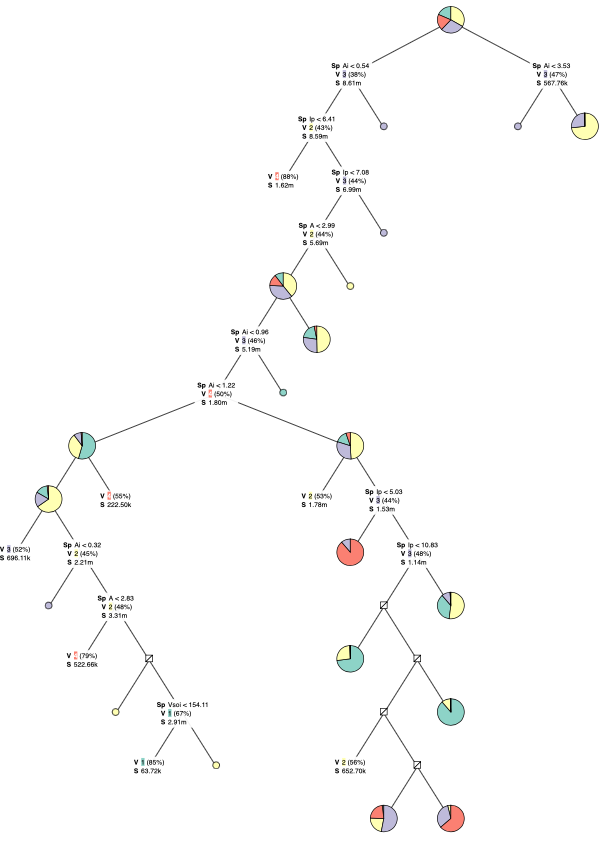 Sp Ai < 0.54
V 3 (38%)
S 8.61m
Sp Ai < 3.53
V 3 (47%)
S 567.76k
Sp Ip < 6.41
V 2 (43%)
S 8.59m
V 4 (88%)
S 1.62m
Sp Ip < 7.08
V 3 (44%)
S 6.99m
Sp A < 2.99
V 2 (44%)
S 5.69m
Sp Ai < 0.96
V 3 (46%)
S 5.19m
Sp Ai < 1.22
V 4 (50%)
S 1.80m
V 4 (55%)
S 222.50k
V 2 (53%)
S 1.78m
Sp Ip < 5.03
V 3 (44%)
S 1.53m
V 3 (52%)
S 696.11k
Sp Ai < 0.32
V 2 (45%)
S 2.21m
Sp Ip < 10.83
V 3 (48%)
S 1.14m
Sp A < 2.83
V 2 (48%)
S 3.31m
V 4 (79%)
S 522.66k
Sp Vsoi < 154.11
V 1 (67%)
S 2.91m
V 1 (85%)
S 63.72k
V 2 (56%)
S 652.70k